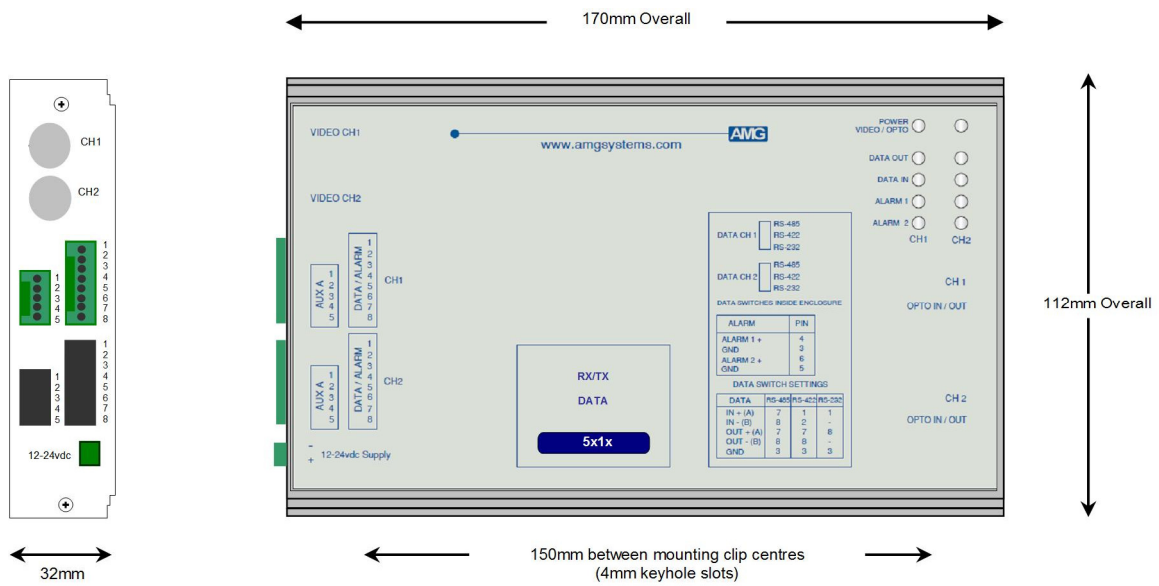 170mm Overall
CH1
CH2
1
2
3
4
5
6
7
8
1
2
3
4
5
1
2
3
4
5
6
7
8
1
2
3
4
5
12-24vdc
32mm
VIDEO CH1
AMG
www.amgsystems.com
VIDEO CH2
POWER
VIDEO / OPTO
DATA OUT
DATA IN
ALARM 1
ALARM 2
CH1 CH2
AUX A
1
2
3
4
5
DATA / ALARM
1
2
3
4
5
6
7
8
CH1
AUX A
1
2
3
4
5
DATA / ALARM
1
2
3
4
5
6
7
8
CH2
-
+ 12-24vdc Supply
RX/TX
DATA
5x1x
DATA CH 1
RS-485
RS-422
RS-232
DATA CH 2
RS-485
RS-422
RS-232
DATA SWITCHES INSIDE ENCLOSURE
ALARM PIN
ALARM 1 + 4
GND 3
ALARM 2 + 6
GND 5
DATA SWITCH SETTINGS
DATA RS-485 RS-422 RS-232
IN + (A) 7 1 1
IN - (B) 8 2 -
OUT + (A) 7 7 8
OUT - (B) 8 8 -
GND 3 3 3
CH 1
OPTO IN / OUT
CH 2
OPTO IN / OUT
112mm Overall
150mm between mounting clip centres
(4mm keyhole slots)